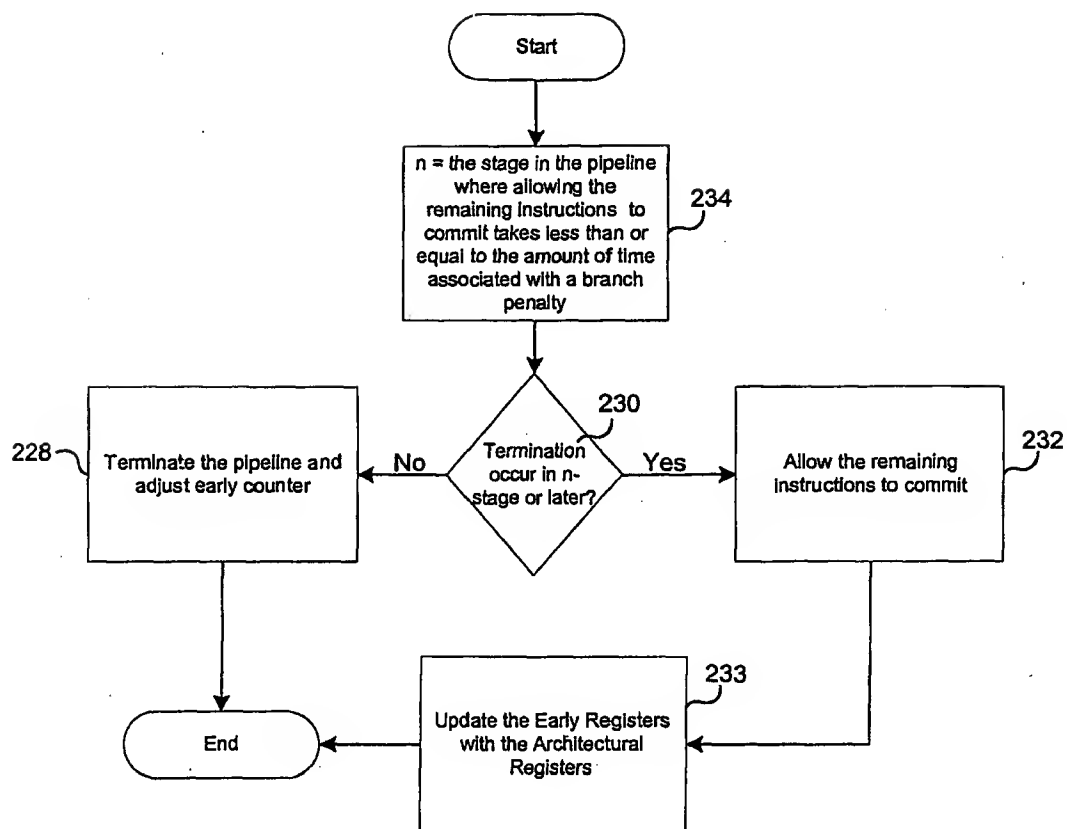 Start
n = the stage in the pipeline
where allowing the
remaining instructions to
commit takes less than or
equal to the amount of time
associated with a branch
penalty
234
230
228
Terminate the pipeline and
adjust early counter
No
Termination
occur in n-
stage or later?
Yes
Allow the remaining
instructions to commit
232
233
Update the Early Registers
with the Architectural
Registers
End